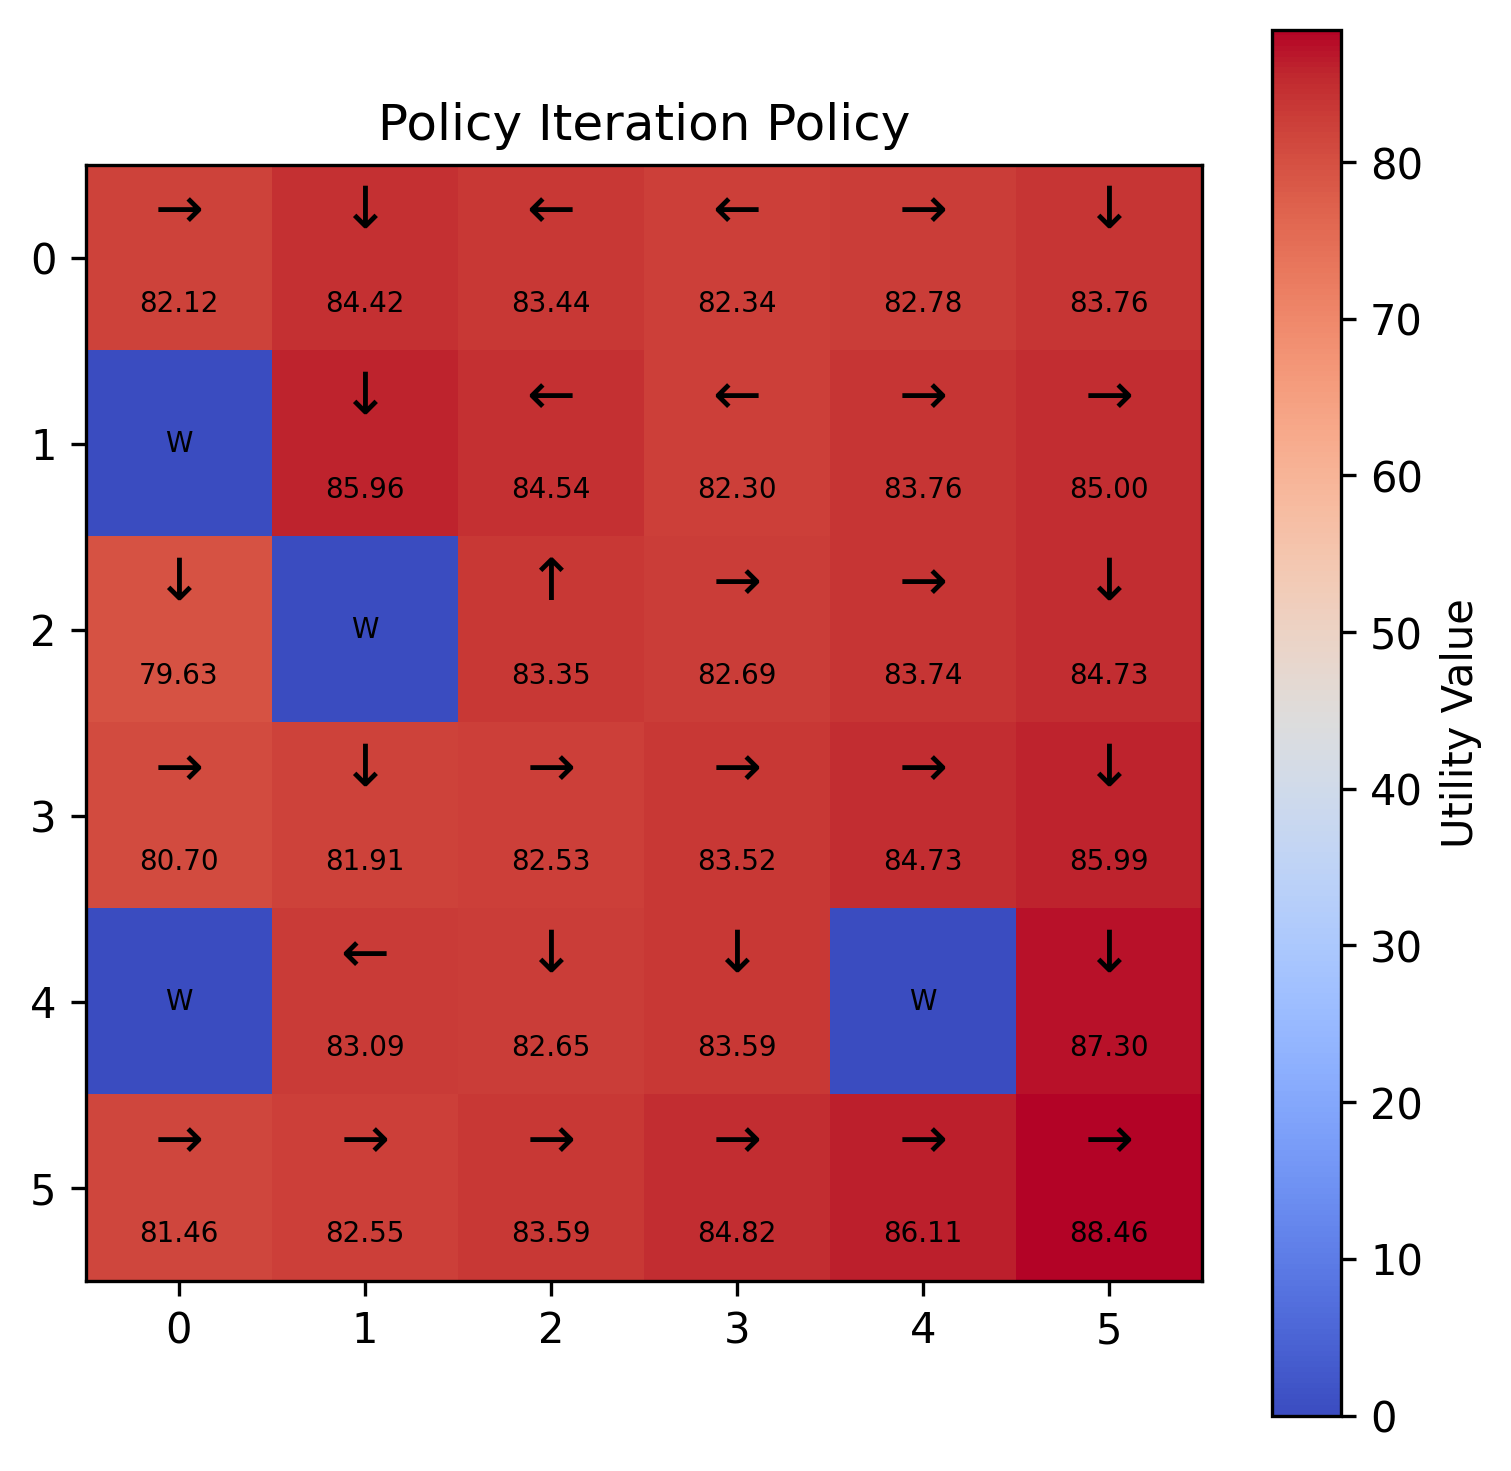 Policy Iteration Policy
→ ↓ ← ← → ↓
0
82.12 84.42 83.44 82.34 82.78 83.76
↓ ← ← → →
1 W
85.96 84.54 82.30 83.76 85.00
↓ ↑ → → ↓
2 W
79.63 83.35 82.69 83.74 84.73
→ ↓ → → → ↓
3
80.70 81.91 82.53 83.52 84.73 85.99
← ↓ ↓ ↓
4 W W
83.09 82.65 83.59 87.30
→ → → → → →
5
81.46 82.55 83.59 84.82 86.11 88.46
0 1 2 3 4 5
80
70
60
50
40
30
20
10
0
Utility Value